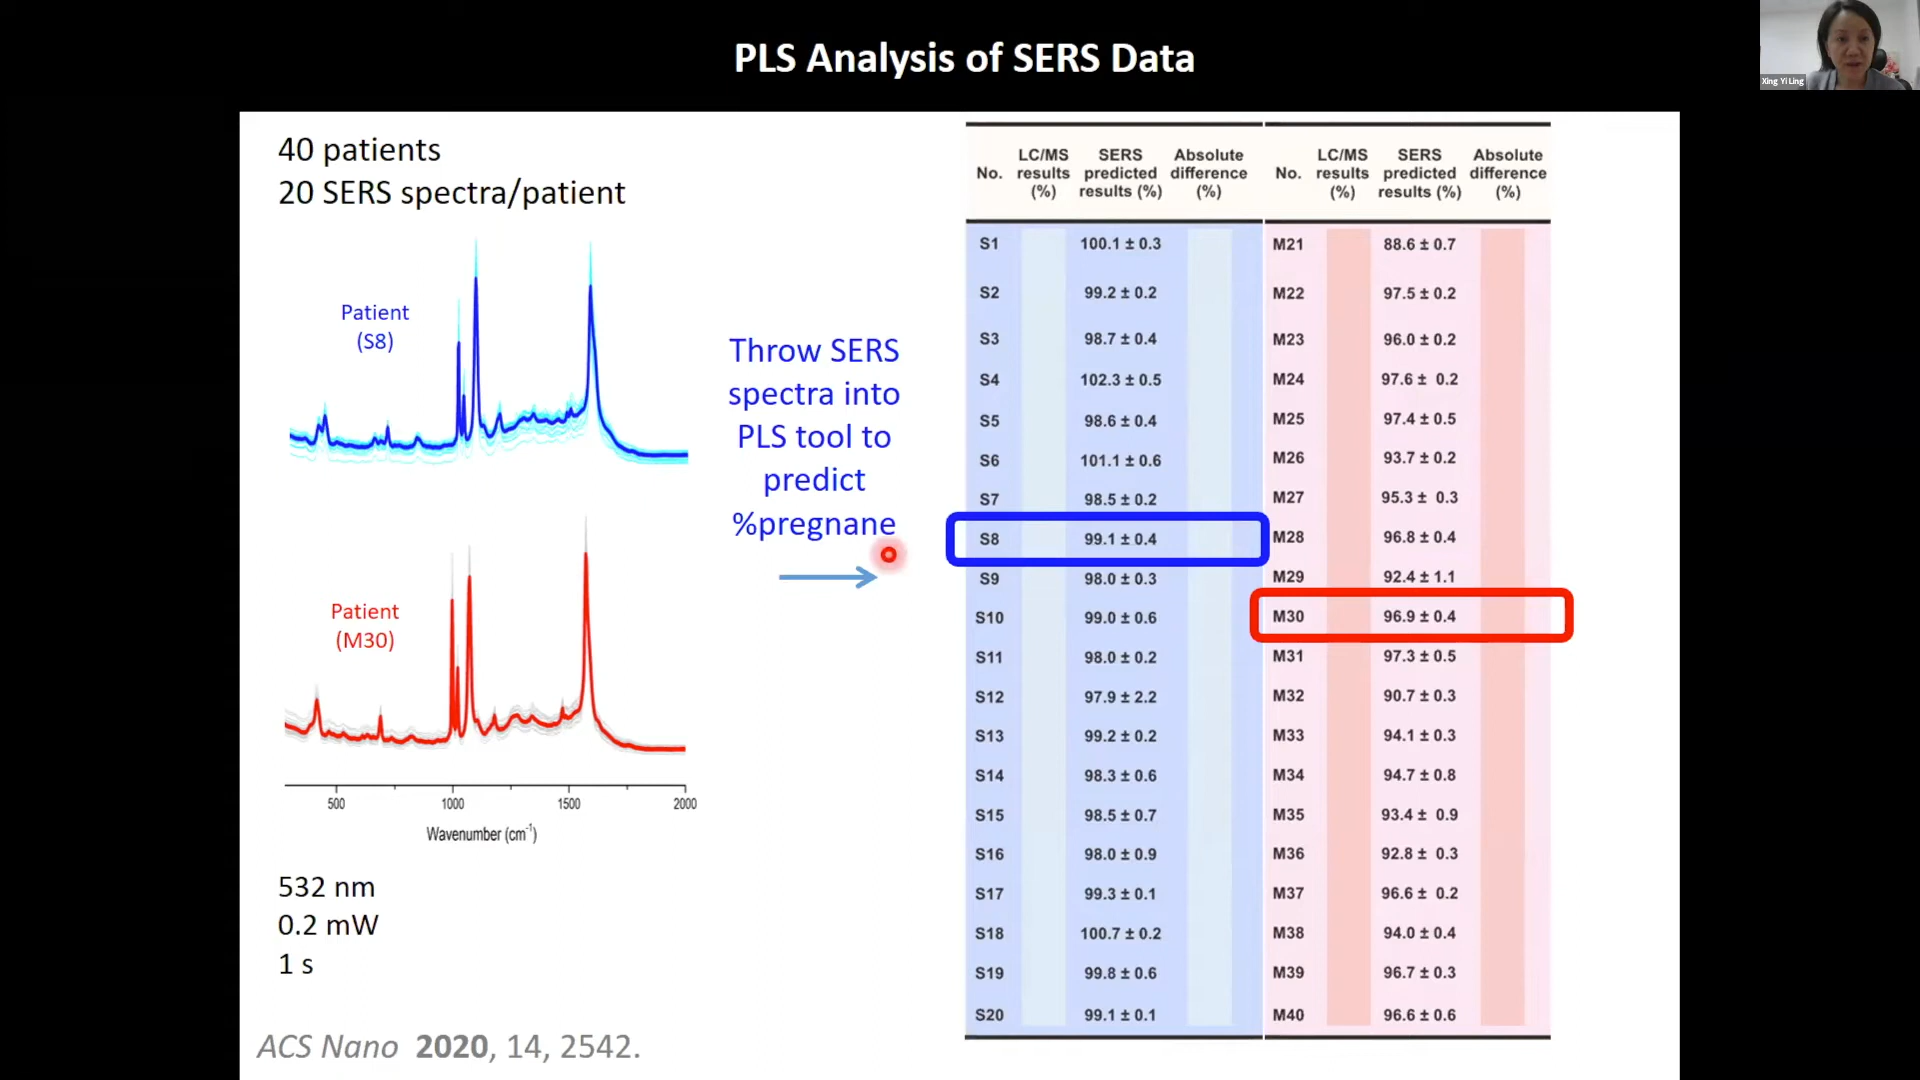 PLS Analysis of SERS Data
Xing Yi Ling
40 patients
20 SERS spectra/patient
Patient
(S8)
Patient
(M30)
500 1000 1500 2000
Wavenumber (cm⁻¹)
532 nm
0.2 mW
1 s
ACS Nano 2020, 14, 2542.
Throw SERS
spectra into
PLS tool to
predict
%pregnane
No. LC/MS results (%) SERS predicted results (%) Absolute difference (%) No. LC/MS results (%) SERS predicted results (%) Absolute difference (%)
S1 100.1 ± 0.3 M21 88.6 ± 0.7
S2 99.2 ± 0.2 M22 97.5 ± 0.2
S3 98.7 ± 0.4 M23 96.0 ± 0.2
S4 102.3 ± 0.5 M24 97.6 ± 0.2
S5 98.6 ± 0.4 M25 97.4 ± 0.5
S6 101.1 ± 0.6 M26 93.7 ± 0.2
S7 98.5 ± 0.2 M27 95.3 ± 0.3
S8 99.1 ± 0.4 M28 96.8 ± 0.4
S9 98.0 ± 0.3 M29 92.4 ± 1.1
S10 99.0 ± 0.6 M30 96.9 ± 0.4
S11 98.0 ± 0.2 M31 97.3 ± 0.5
S12 97.9 ± 2.2 M32 90.7 ± 0.3
S13 99.2 ± 0.2 M33 94.1 ± 0.3
S14 98.3 ± 0.6 M34 94.7 ± 0.8
S15 98.5 ± 0.7 M35 93.4 ± 0.9
S16 98.0 ± 0.9 M36 92.8 ± 0.3
S17 99.3 ± 0.1 M37 96.6 ± 0.2
S18 100.7 ± 0.2 M38 94.0 ± 0.4
S19 99.8 ± 0.6 M39 96.7 ± 0.3
S20 99.1 ± 0.1 M40 96.6 ± 0.6